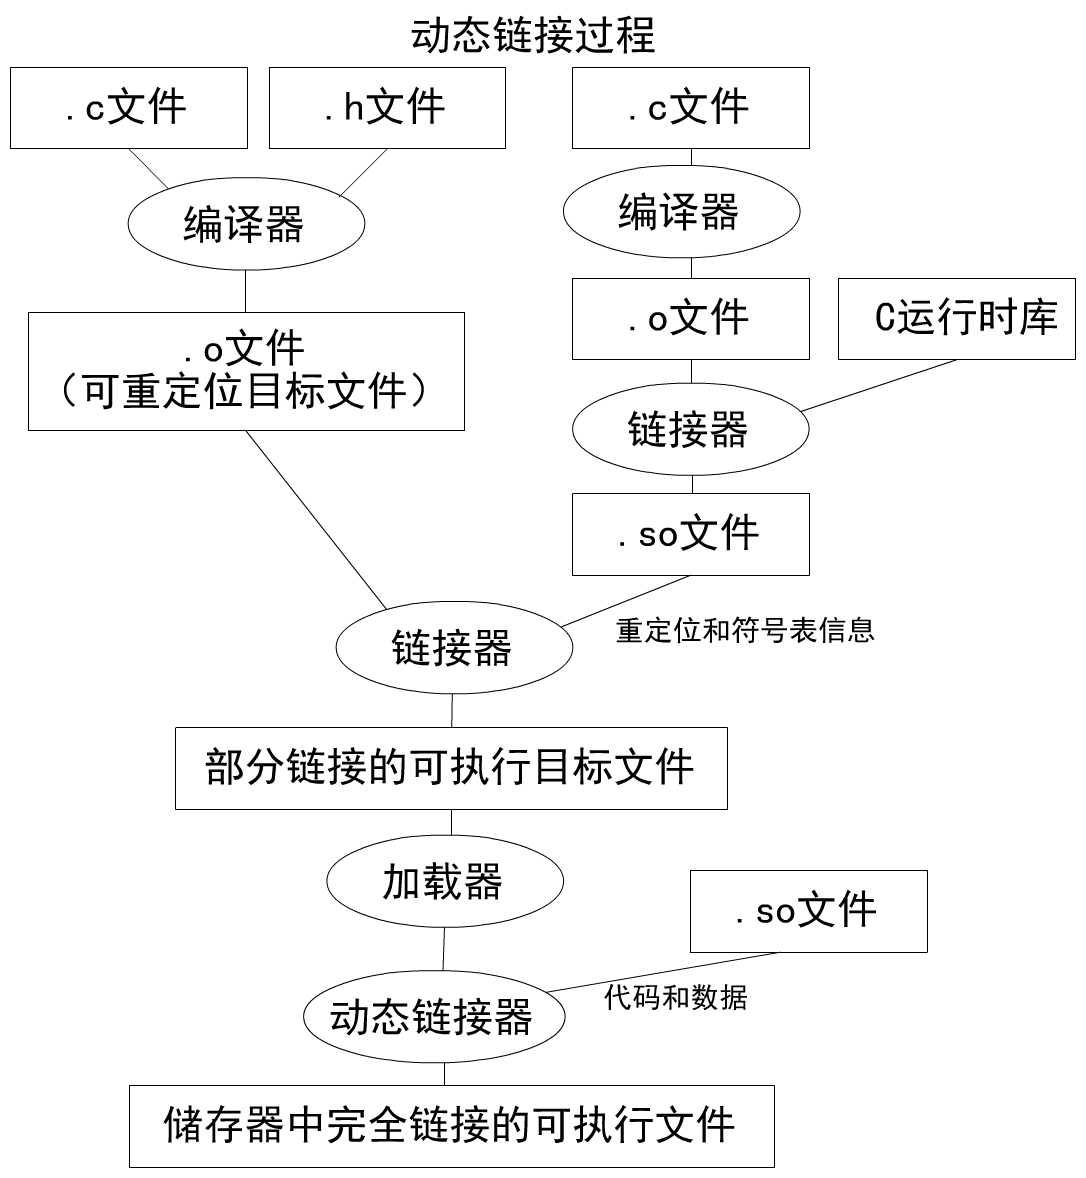 动态链接过程
.c文件
.h文件
.c文件
编译器
编译器
.o文件
C运行时库
.o文件
（可重定位目标文件）
链接器
.so文件
重定位和符号表信息
链接器
部分链接的可执行目标文件
加载器
.so文件
代码和数据
动态链接器
储存器中完全链接的可执行文件